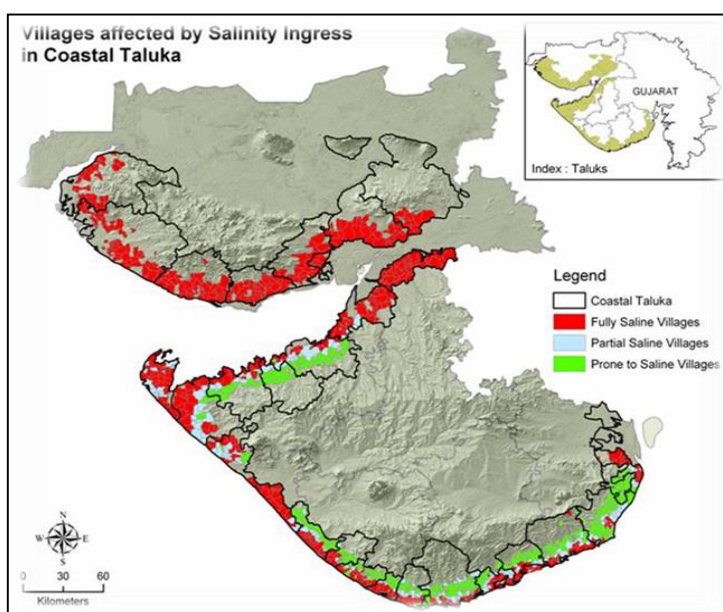 Villages affected by Salinity Ingress
in Coastal Taluka
GUJARAT
Index : Taluks
Legend
Coastal Taluka
Fully Saline Villages
Partial Saline Villages
Prone to Saline Villages
N
W E
S
0 15 30 60
Kilometers